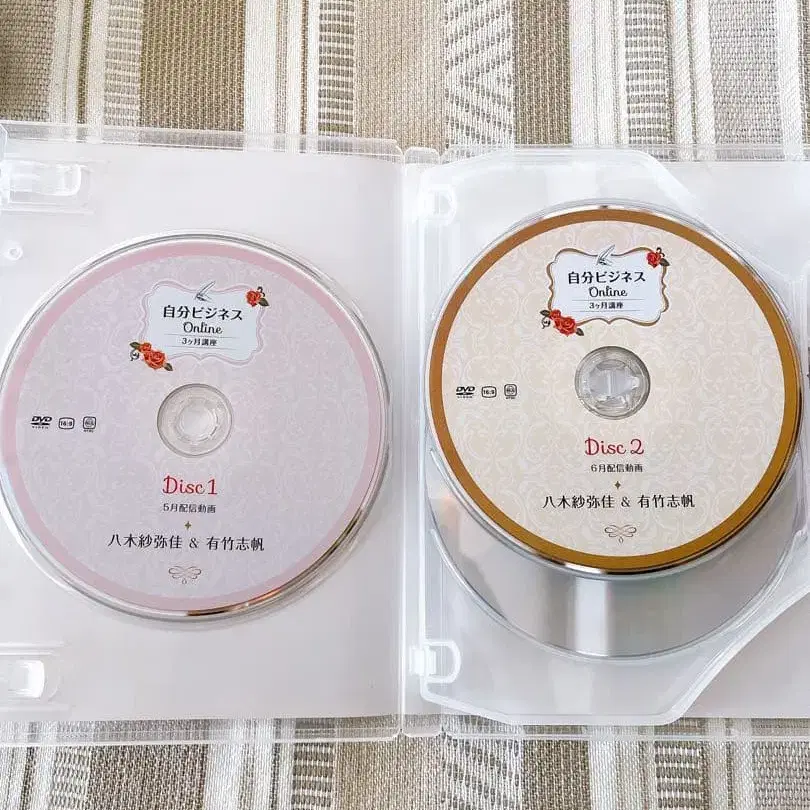 自分ビジネス
Online
3ヶ月講座
DVD
VIDEO
16:9
Disc 1
5月配信動画
八木紗弥佳 & 有竹志帆
自分ビジネス
Online
3ヶ月講座
DVD
VIDEO
16:9
Disc 2
6月配信動画
八木紗弥佳 & 有竹志帆